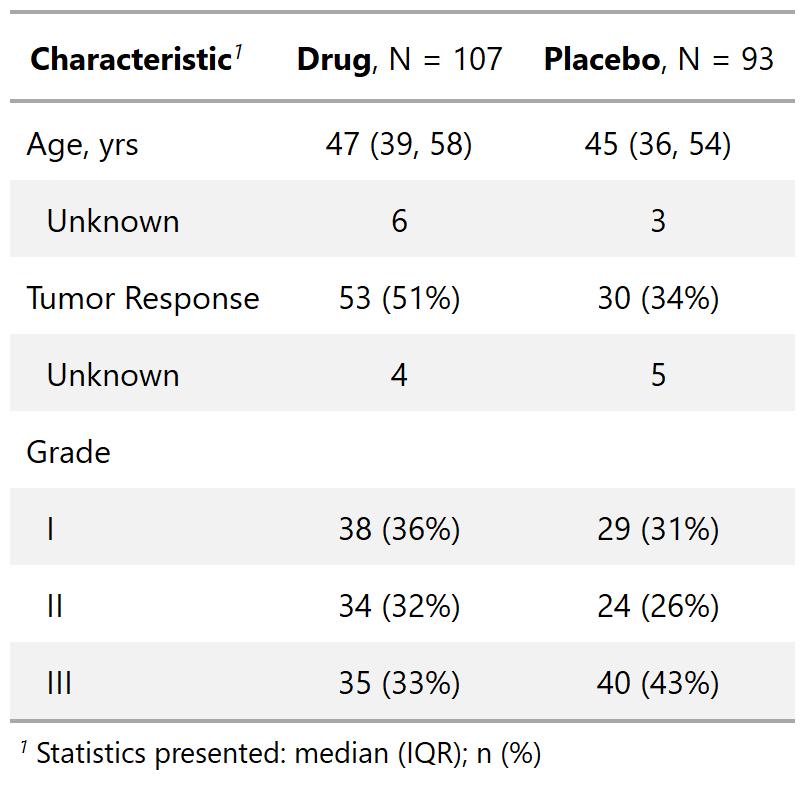 Characteristic¹ Drug, N = 107 Placebo, N = 93
Age, yrs 47 (39, 58) 45 (36, 54)
Unknown 6 3
Tumor Response 53 (51%) 30 (34%)
Unknown 4 5
Grade
I 38 (36%) 29 (31%)
II 34 (32%) 24 (26%)
III 35 (33%) 40 (43%)
¹ Statistics presented: median (IQR); n (%)